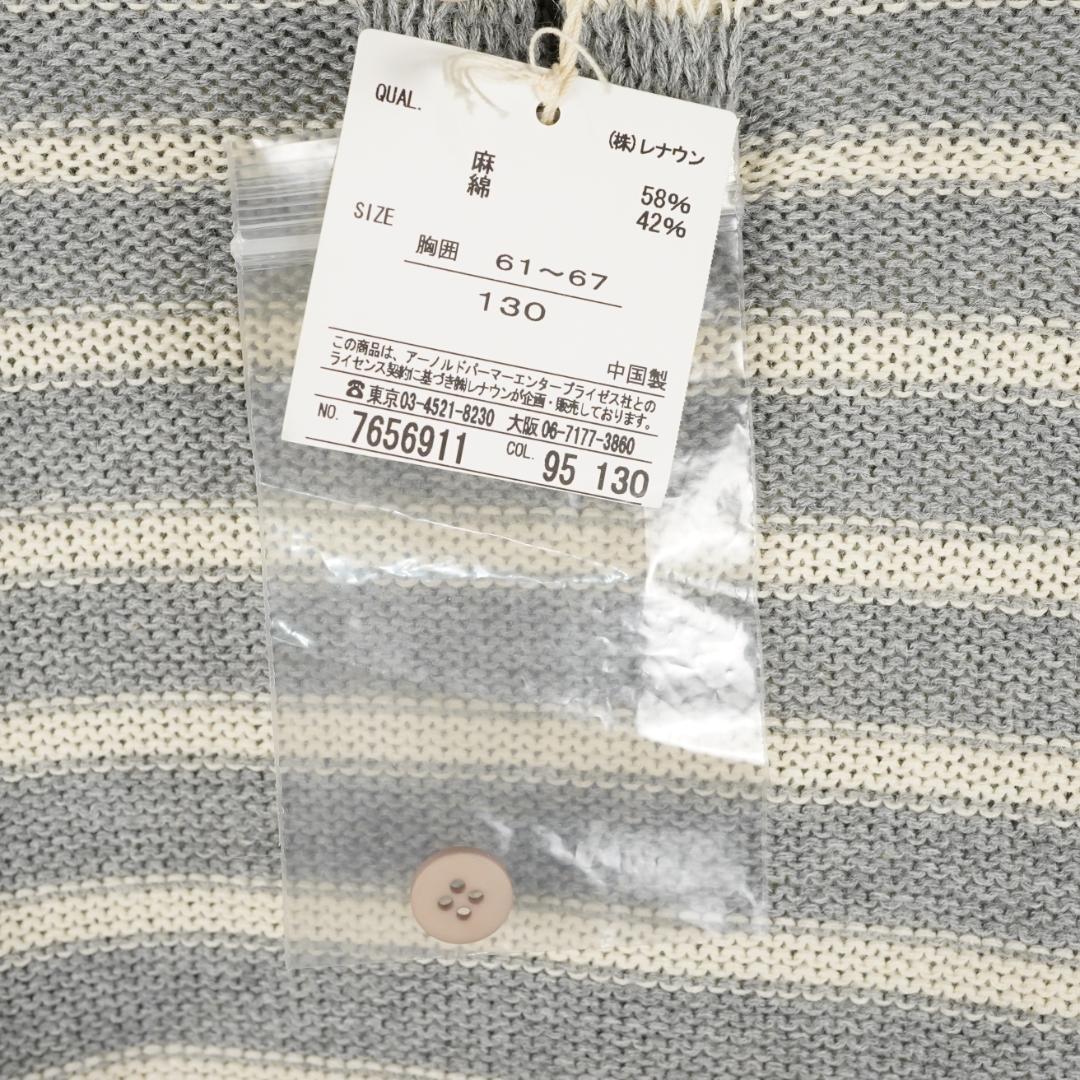 QUAL.
(株)レナウン
麻 58%
綿 42%
SIZE
胸囲 61～67
130
中国製
この商品は、アーノルドパーマーエンタープライゼス社との
ライセンス契約に基づき㈱レナウンが企画・販売しております。
☎東京03-4521-8230 大阪06-7177-3860
NO. 7656911 COL. 95 130